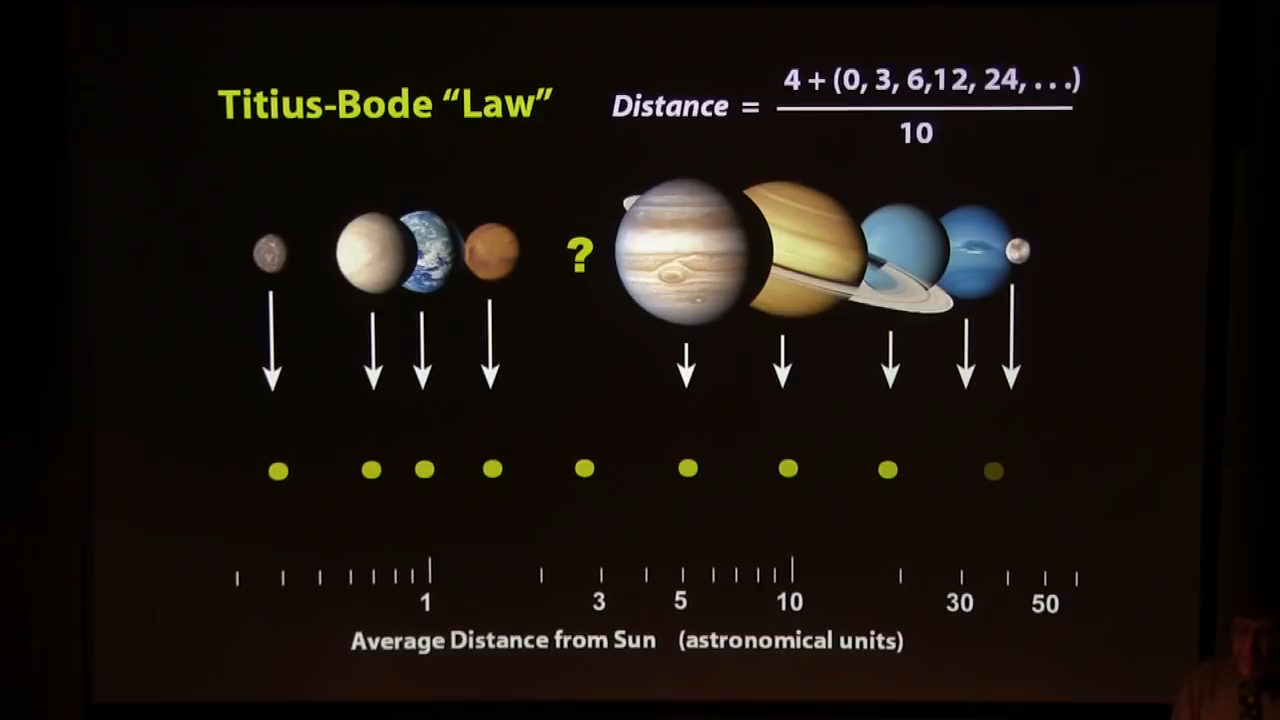 Titius-Bode “Law”
Distance = 4 + (0, 3, 6,12, 24, . . .)
10
?
1 3 5 10 30 50
Average Distance from Sun (astronomical units)